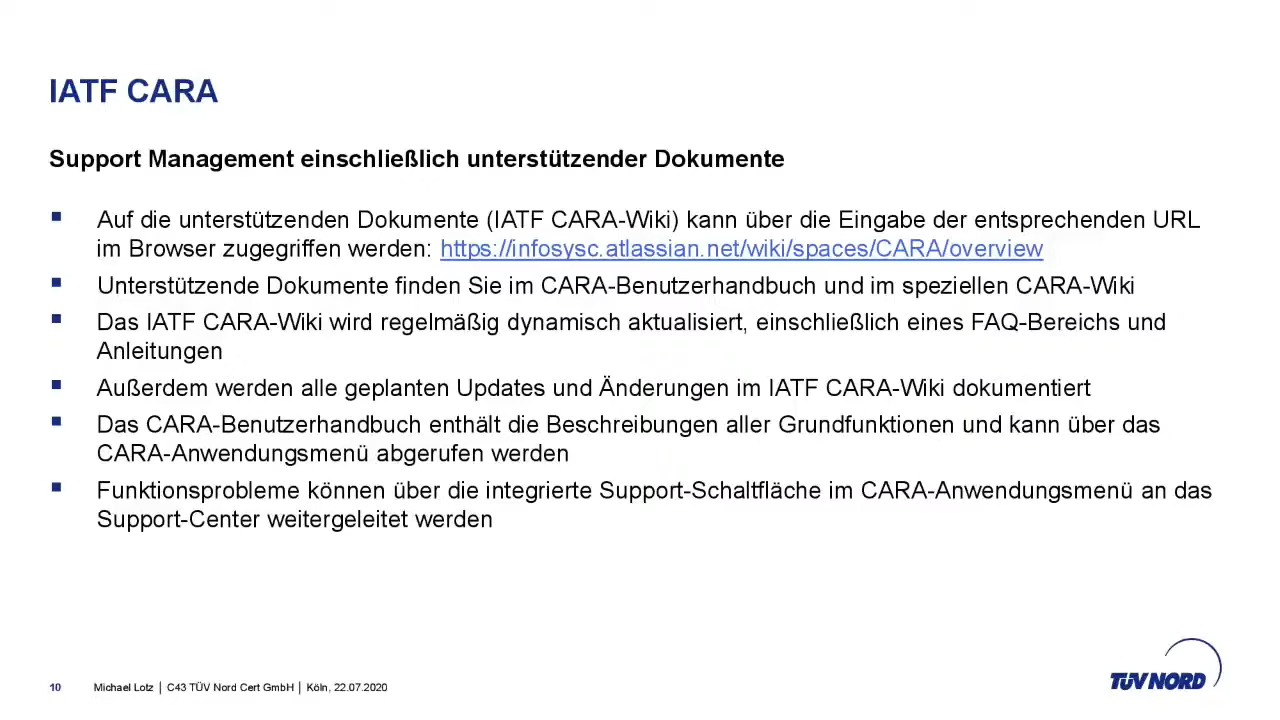 IATF CARA
Support Management einschließlich unterstützender Dokumente
▪ Auf die unterstützenden Dokumente (IATF CARA-Wiki) kann über die Eingabe der entsprechenden URL
im Browser zugegriffen werden: https://infosysc.atlassian.net/wiki/spaces/CARA/overview
▪ Unterstützende Dokumente finden Sie im CARA-Benutzerhandbuch und im speziellen CARA-Wiki
▪ Das IATF CARA-Wiki wird regelmäßig dynamisch aktualisiert, einschließlich eines FAQ-Bereichs und
Anleitungen
▪ Außerdem werden alle geplanten Updates und Änderungen im IATF CARA-Wiki dokumentiert
▪ Das CARA-Benutzerhandbuch enthält die Beschreibungen aller Grundfunktionen und kann über das
CARA-Anwendungsmenü abgerufen werden
▪ Funktionsprobleme können über die integrierte Support-Schaltfläche im CARA-Anwendungsmenü an das
Support-Center weitergeleitet werden
10 Michael Lotz │ C43 TÜV Nord Cert GmbH │ Köln, 22.07.2020
TÜV NORD